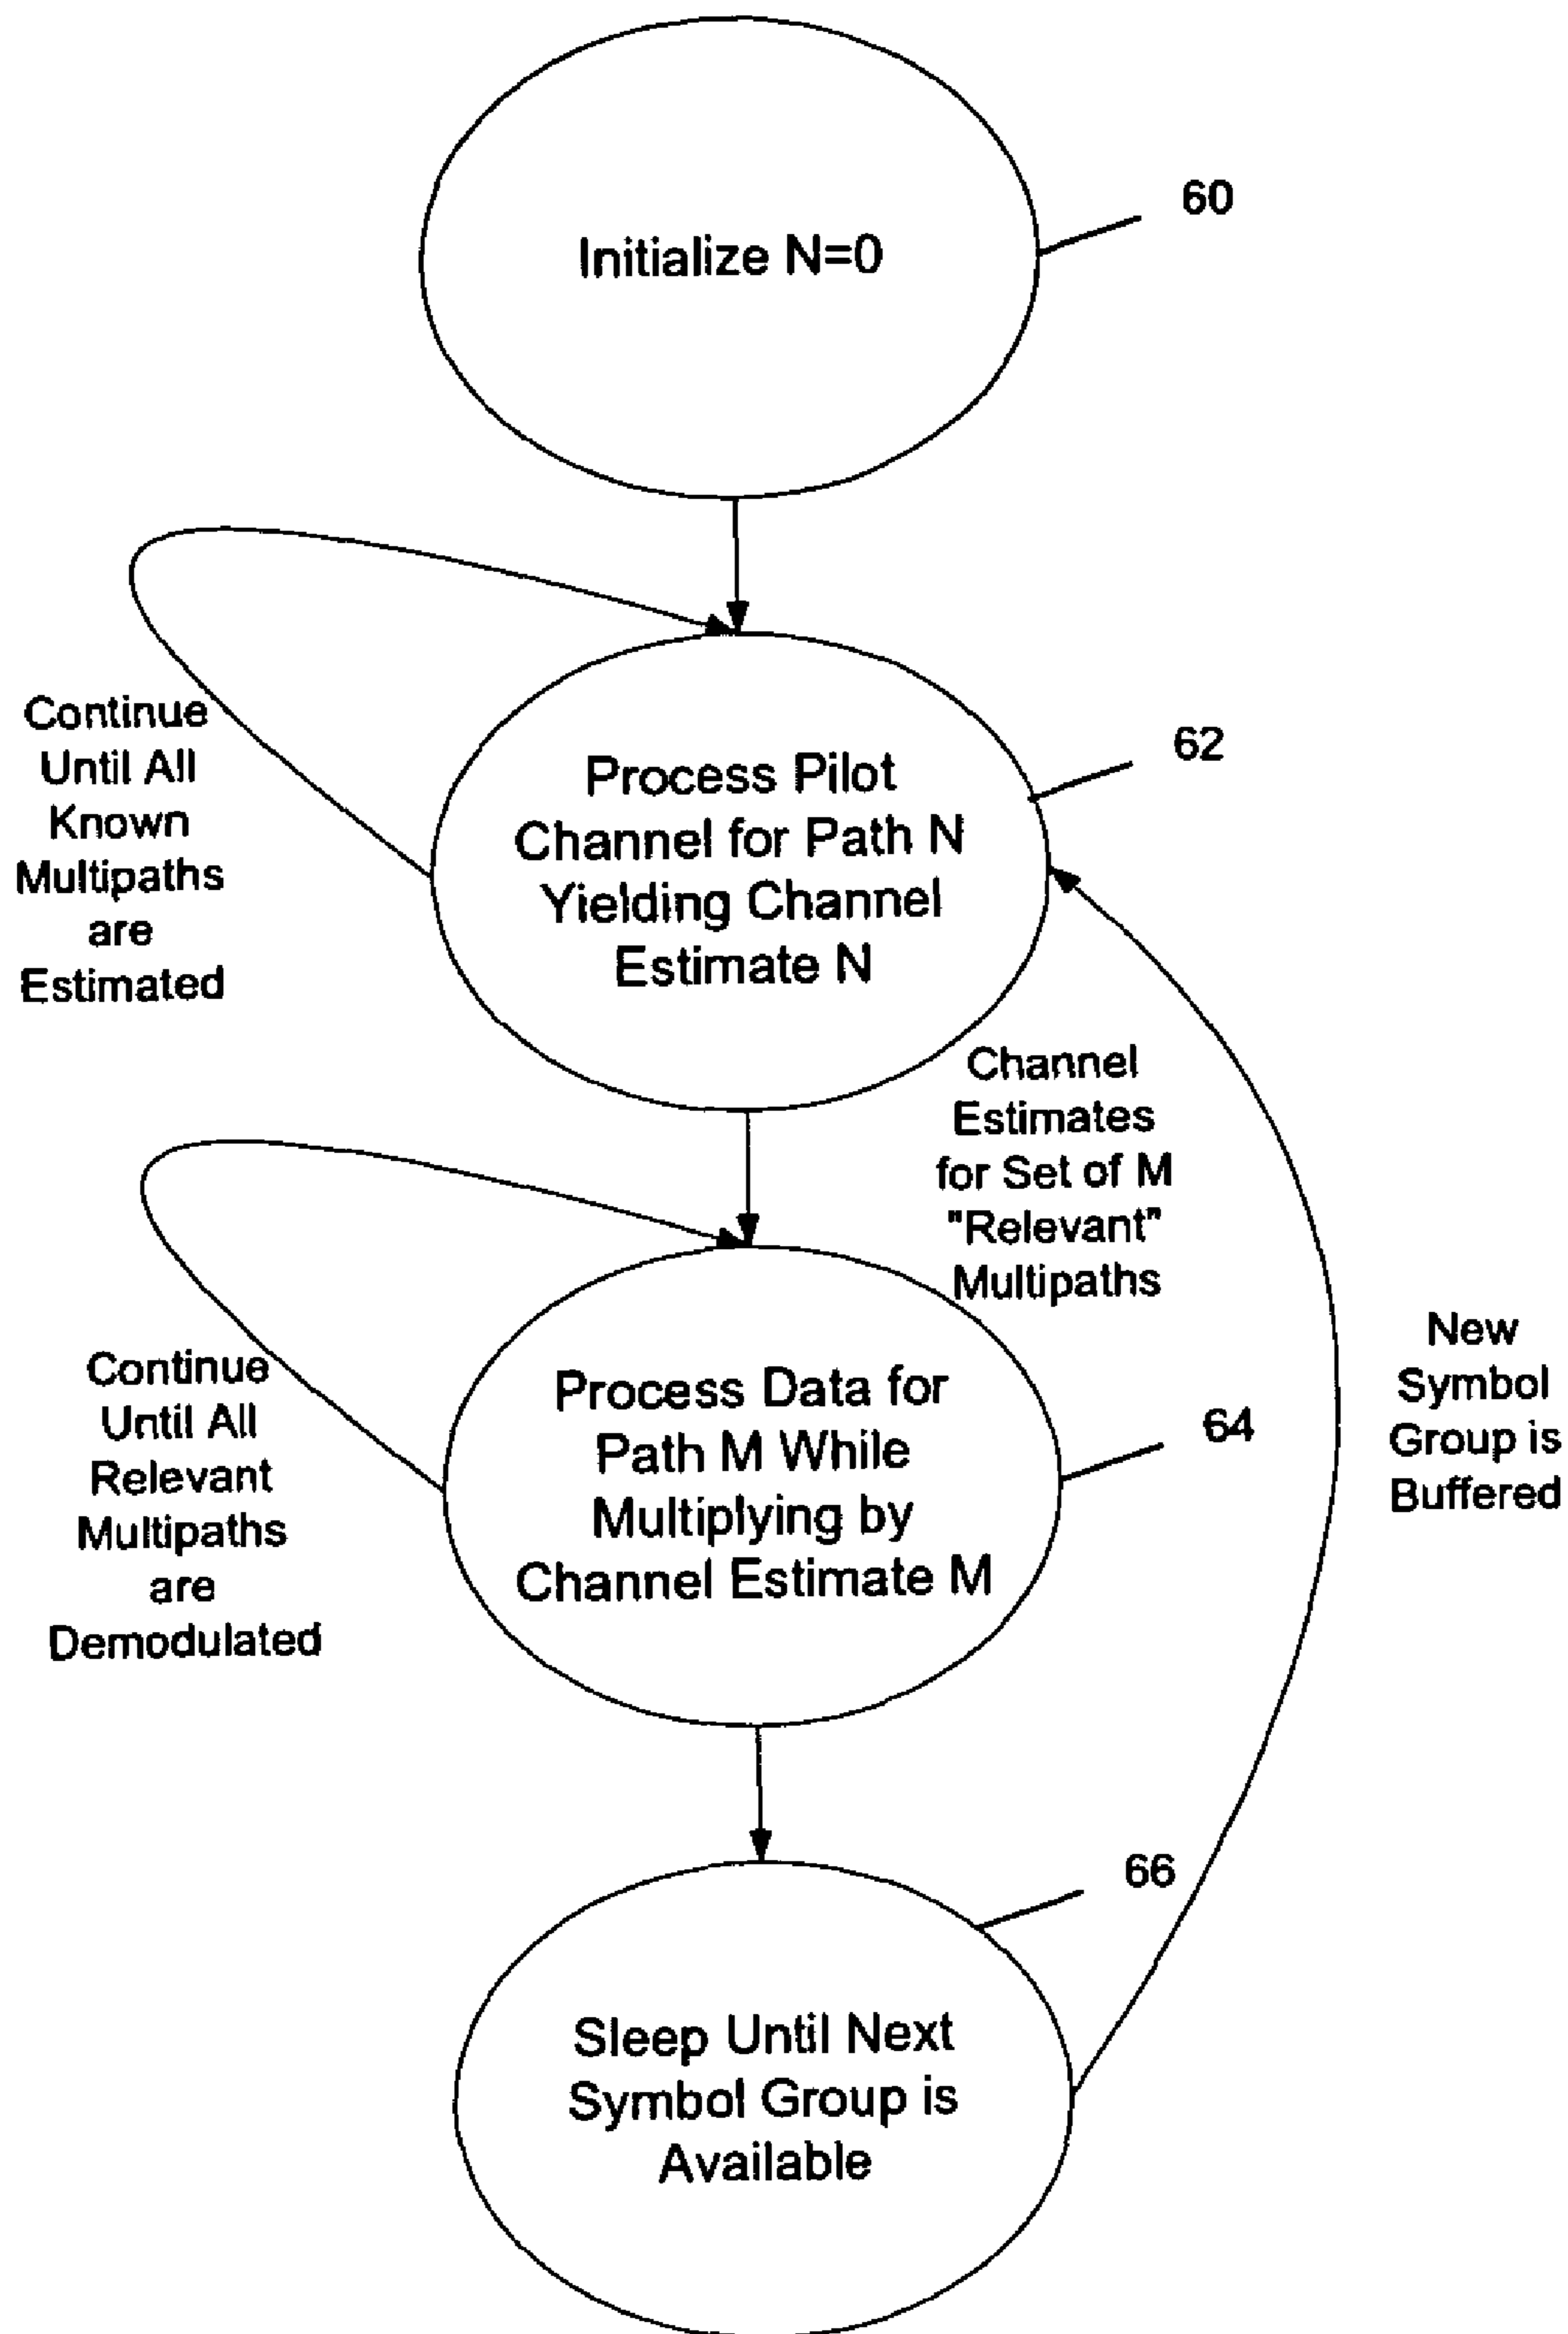 Initialize N=0
60
Continue
Until All
Known
Multipaths
are
Estimated
Process Pilot
Channel for Path N
Yielding Channel
Estimate N
62
Channel
Estimates
for Set of M
"Relevant"
Multipaths
Continue
Until All
Relevant
Multipaths
are
Demodulated
Process Data for
Path M While
Multiplying by
Channel Estimate M
64
New
Symbol
Group is
Buffered
Sleep Until Next
Symbol Group is
Available
66